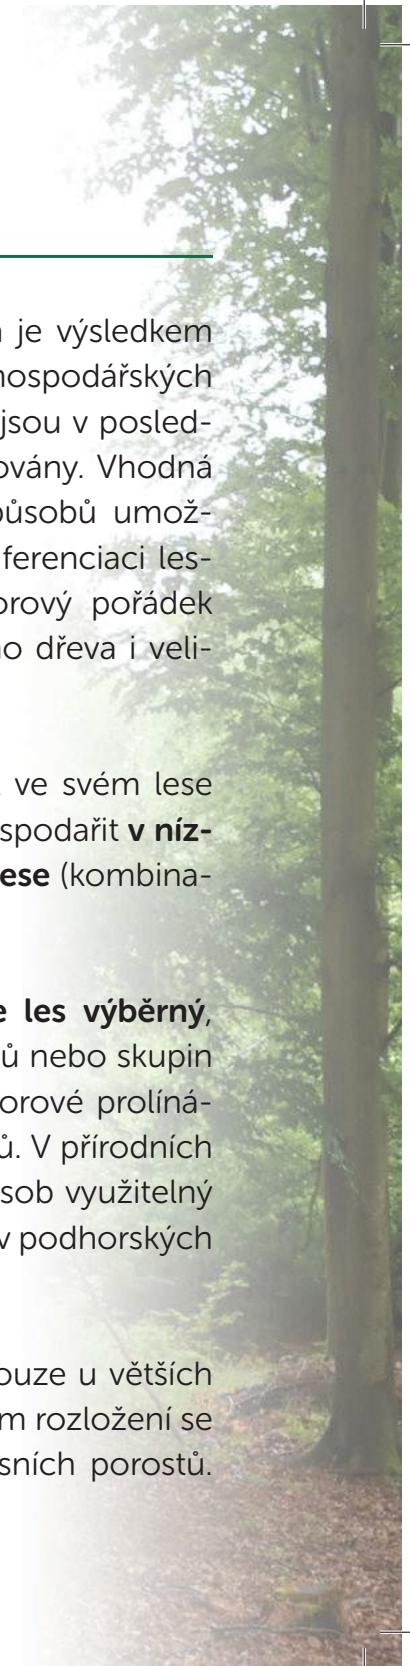 je výsledkem
hospodářských
jsou v posled-
ovány. Vhodná
působů umož-
ferenciaci les-
orový pořádek
ho dřeva i veli-
ve svém lese
spodařit v níz-
ese (kombina-
e les výběrný,
ů nebo skupin
orové prolíná-
ů. V přírodních
sob využitelný
v podhorských
ouze u větších
m rozložení se
sních porostů.